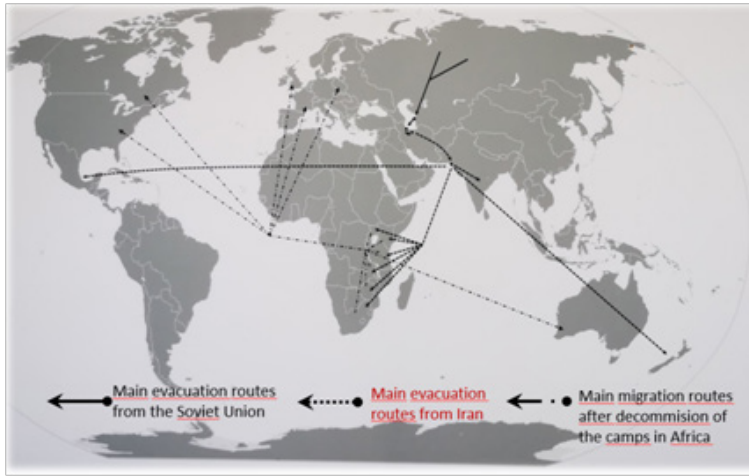 Main evacuation routes
from the Soviet Union
Main evacuation
routes from Iran
Main migration routes
after decommision of
the camps in Africa